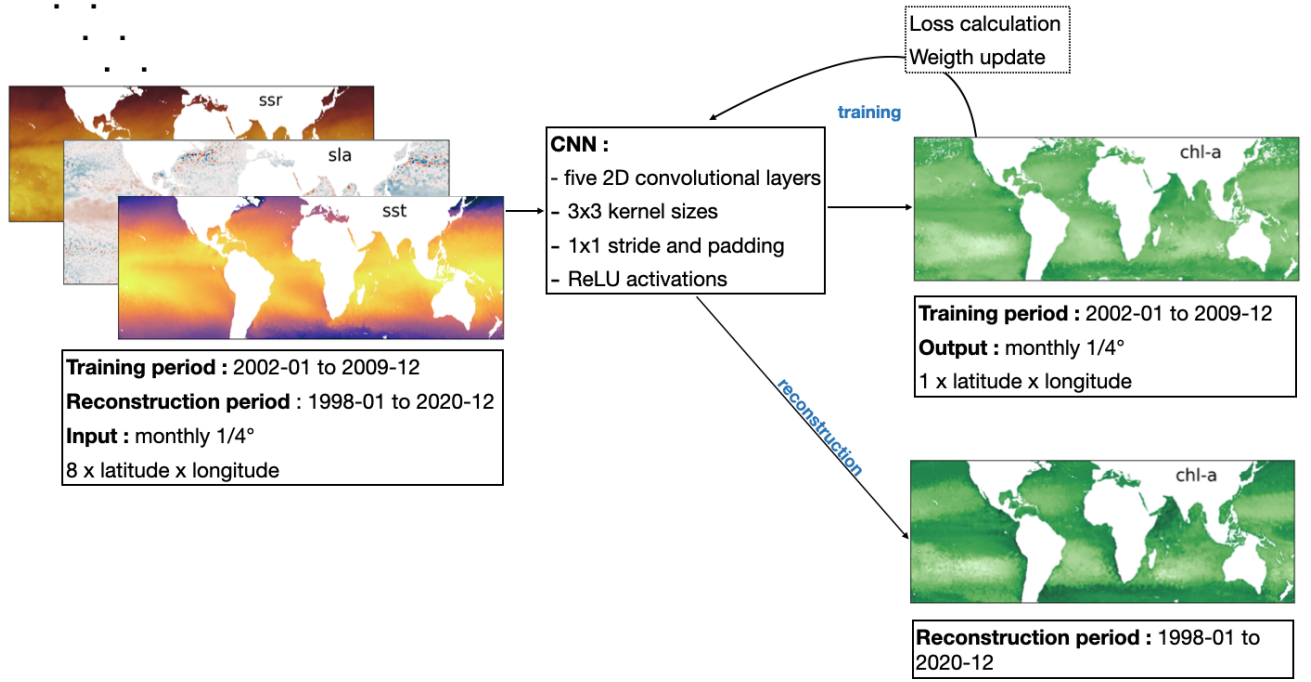 Loss calculation
Weigth update
training
ssr
sla
sst
CNN :
- five 2D convolutional layers
- 3x3 kernel sizes
- 1x1 stride and padding
- ReLU activations
chl-a
Training period : 2002-01 to 2009-12
Reconstruction period : 1998-01 to 2020-12
Input : monthly 1/4°
8 x latitude x longitude
Training period : 2002-01 to 2009-12
Output : monthly 1/4°
1 x latitude x longitude
reconstruction
chl-a
Reconstruction period : 1998-01 to
2020-12